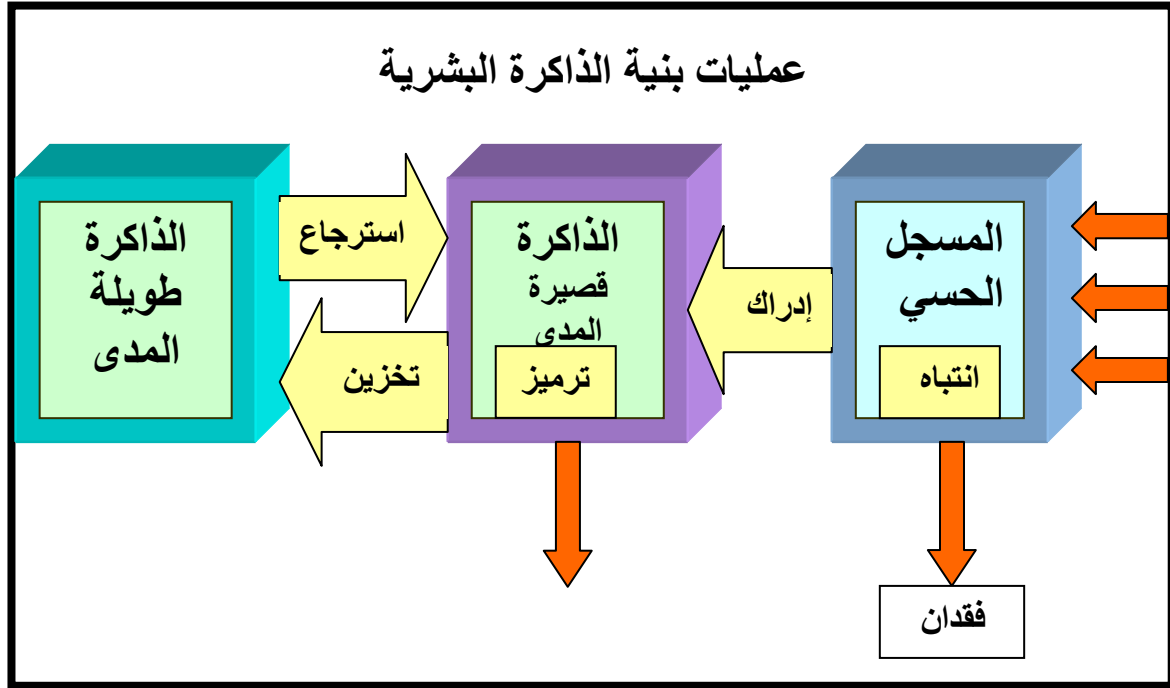 عمليات بنية الذاكرة البشرية
المسجل
الحسي
انتباه
إدراك
الذاكرة
قصيرة
المدى
ترميز
استرجاع
تخزين
الذاكرة
طويلة
المدى
فقدان